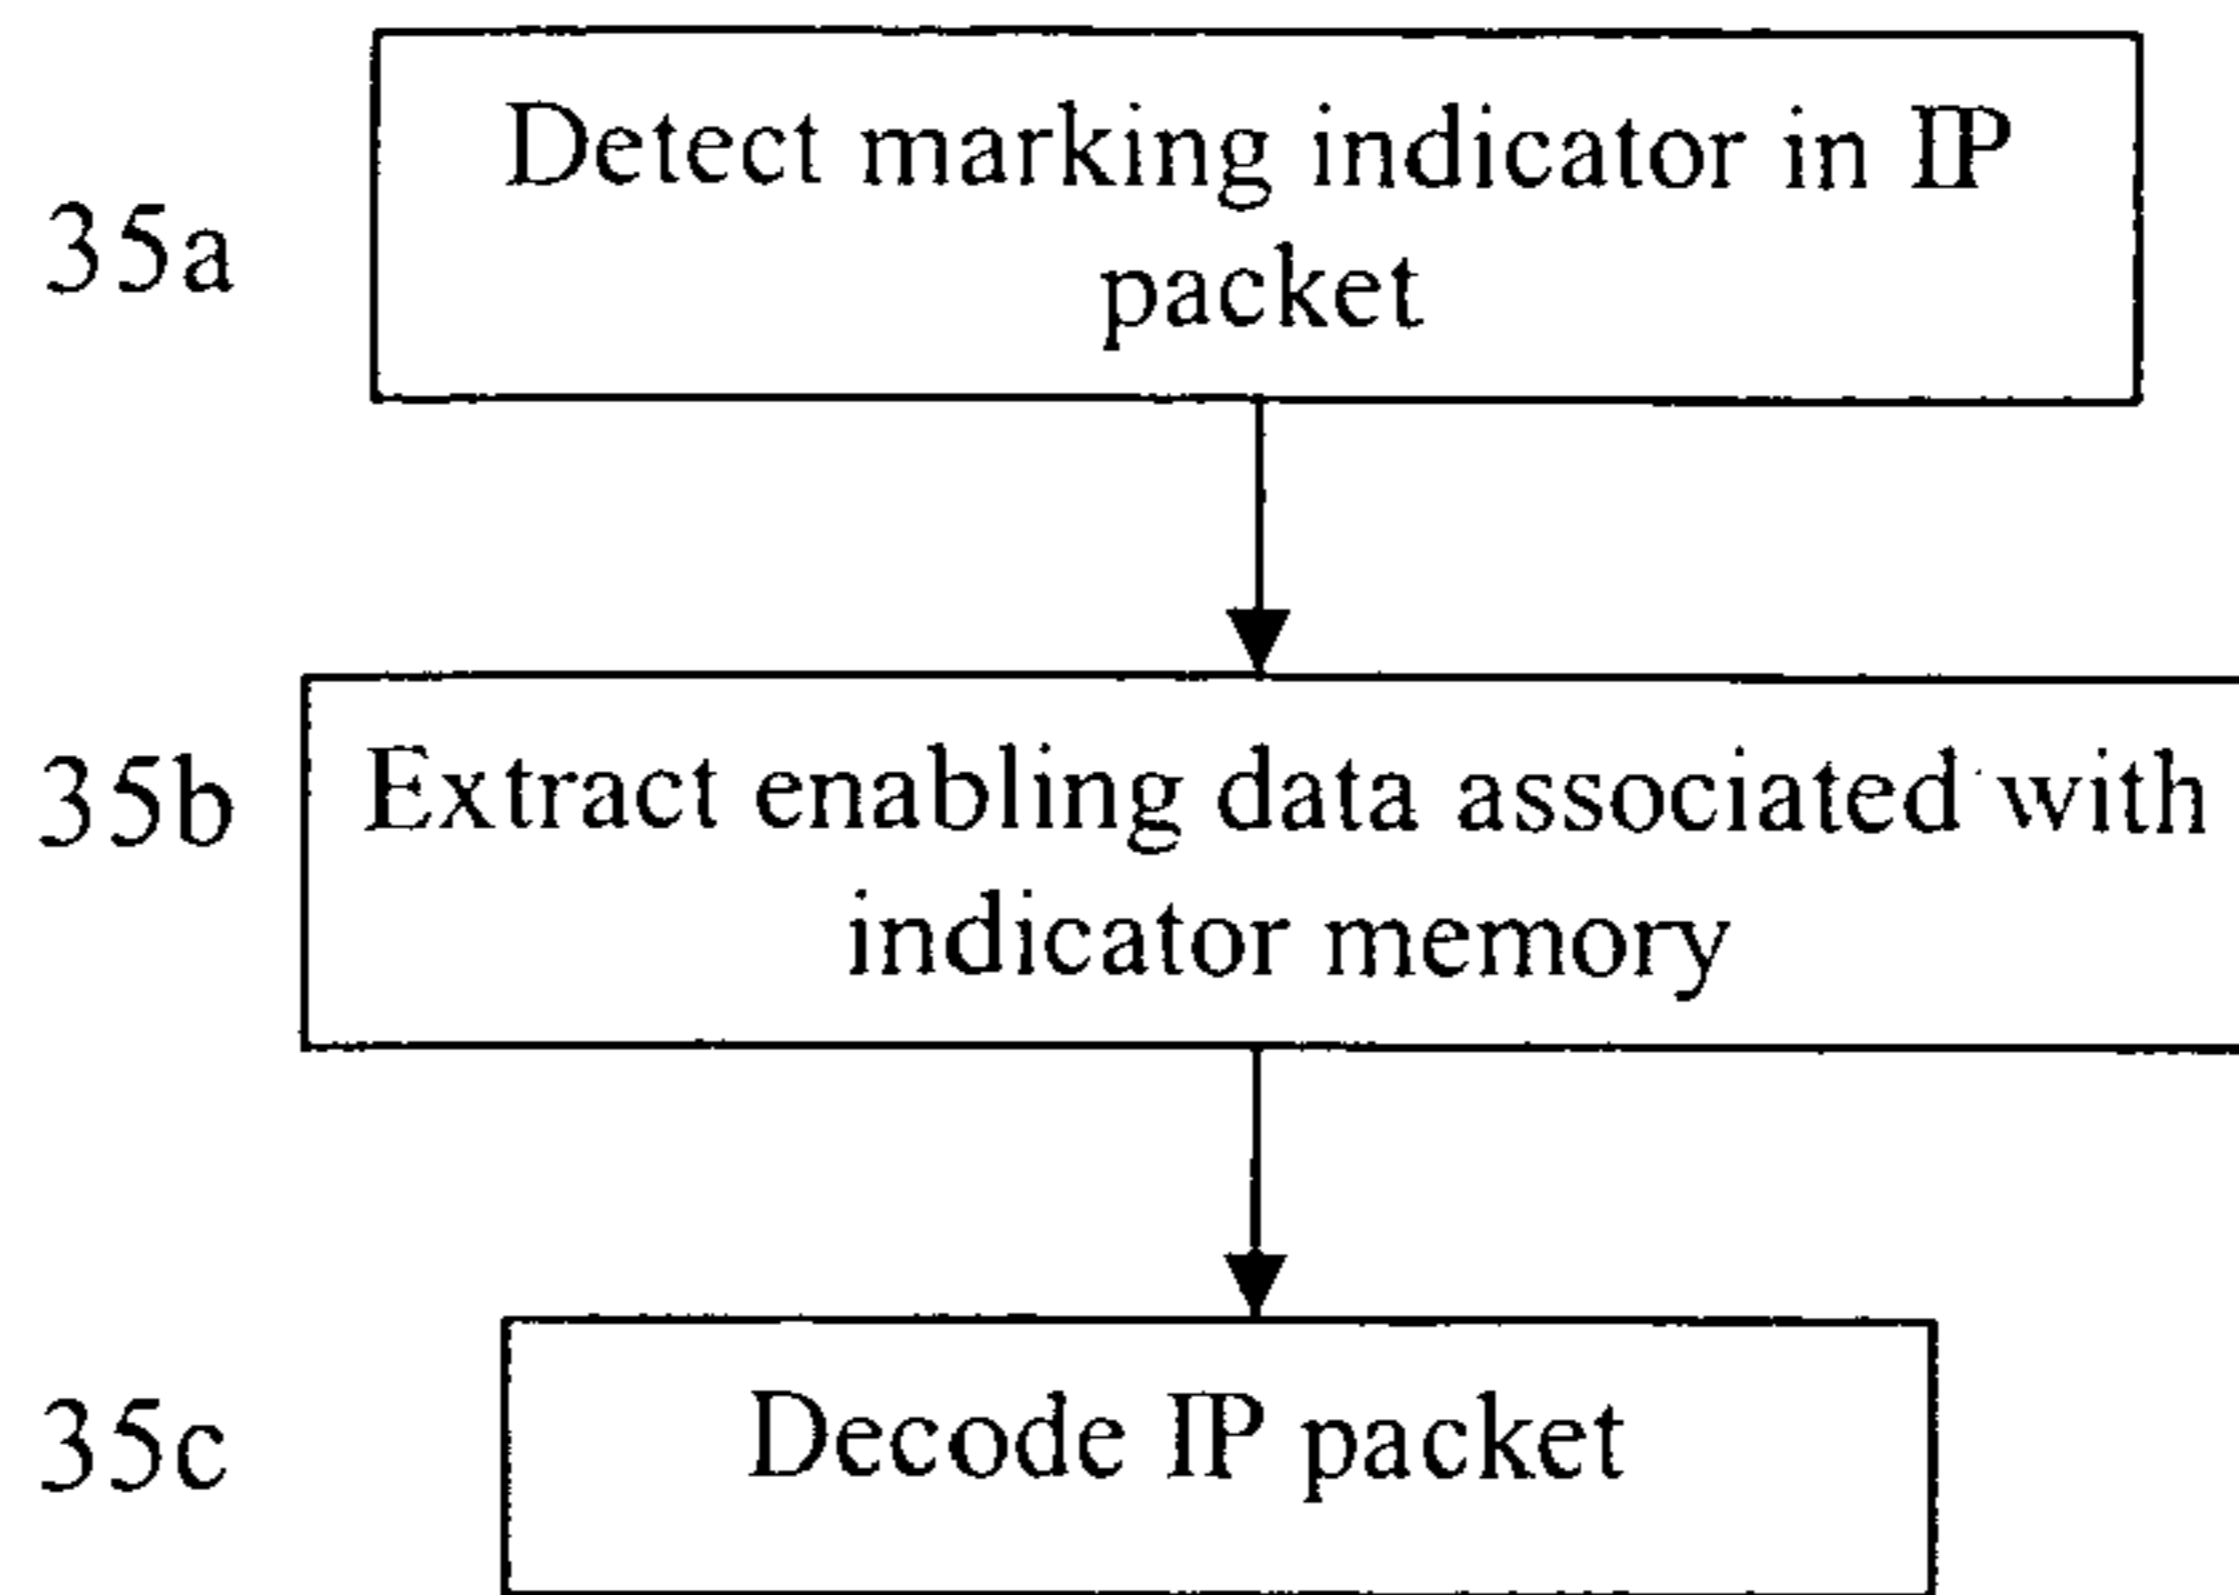 Detect marking indicator in IP
35a
packet
35b
Extract enabling data associated with
indicator memory
35c
Decode IP packet